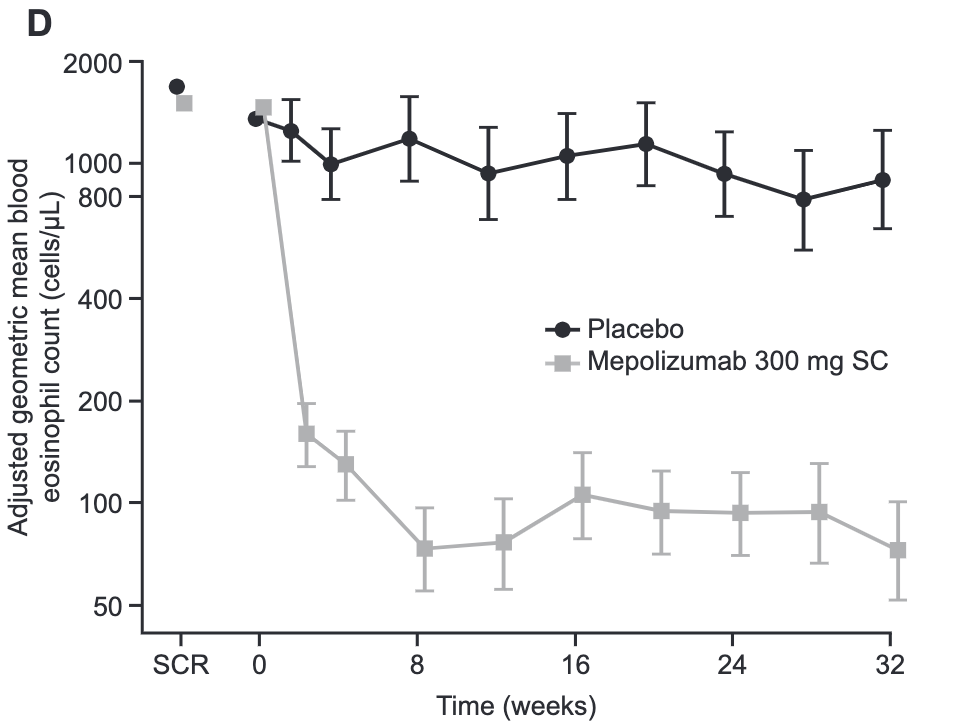 D
Adjusted geometric mean blood
eosinophil count (cells/μL)
2000
1000
800
400
200
100
50
Placebo
Mepolizumab 300 mg SC
SCR 0 8 16 24 32
Time (weeks)